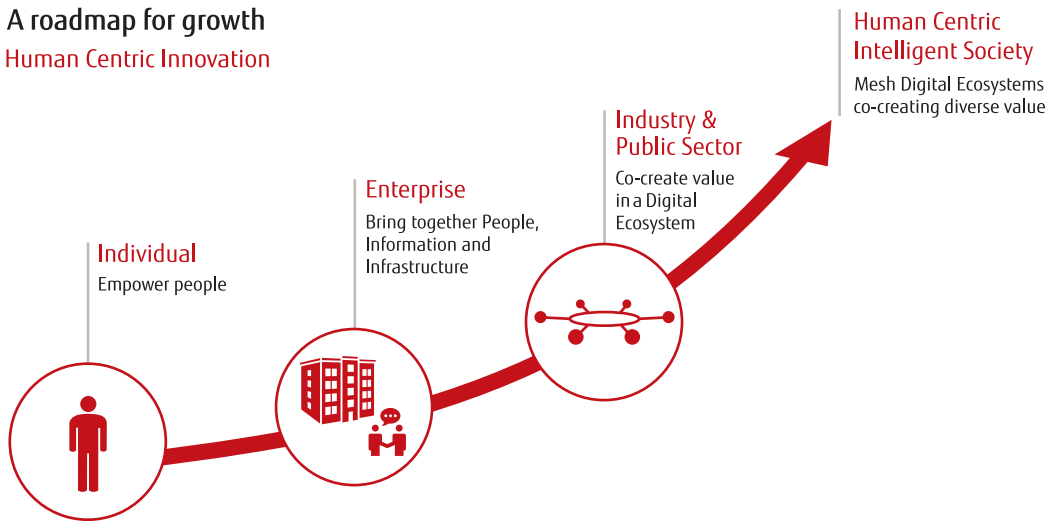 A roadmap for growth
Human Centric Innovation
Individual
Empower people
Enterprise
Bring together People,
Information and
Infrastructure
Industry &
Public Sector
Co-create value
in a Digital
Ecosystem
Human Centric
Intelligent Society
Mesh Digital Ecosystems
co-creating diverse value